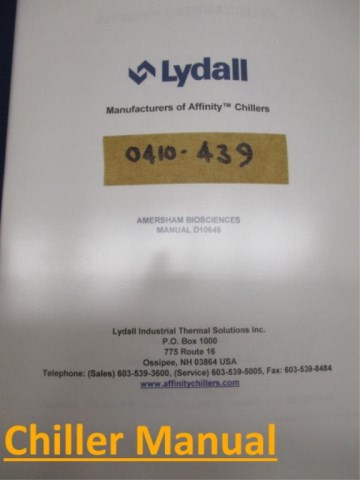 Lydall
Manufacturers of Affinity™ Chillers
0410-439
AMERSHAM BIOSCIENCES
MANUAL D10648
Lydall Industrial Thermal Solutions Inc.
P.O. Box 1000
775 Route 16
Ossipee, NH 03864 USA
Telephone: (Sales) 603-539-3600, (Service) 603-539-5005, Fax: 603-539-8484
www.affinitychillers.com
Chiller Manual